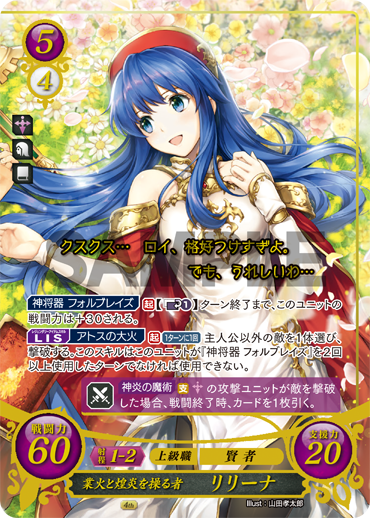 5
4
SAMPLE
クスクス… ロイ、格好つけすぎよ。
でも、うれしいわ…
神将器 フォルブレイズ 起【1】ターン終了まで、このユニットの
戦闘力は+30される。
LIS アトスの大火 起 1ターンに1回 主人公以外の敵を1体選び、
撃破する。このスキルはこのユニットが『神将器 フォルブレイズ』を2回
以上使用したターンでなければ使用できない。
神炎の魔術 支 の攻撃ユニットが敵を撃破
した場合、戦闘終了時、カードを1枚引く。
戦闘力
60
射程 1-2 上級職 賢者
支援力
20
業火と煌炎を操る者 リリーナ
4th
Illust:山田孝太郎